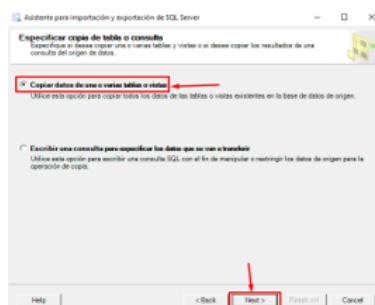 Asistente para importación y exportación de SQL Server
Especificar copia de tabla o consulta
Especifique si desea copiar una o varias tablas y vistas o si desea copiar los resultados de una
consulta del origen de datos.
Copiar datos de una o varias tablas o vistas
Utilice esta opción para copiar todos los datos de las tablas o vistas existentes en la base de datos de origen.
Escribir una consulta para especificar los datos que se van a transferir
Utilice esta opción para escribir una consulta SQL con el fin de manipular o restringir los datos de origen para la
operación de copia.
Help < Back Next > Cancel